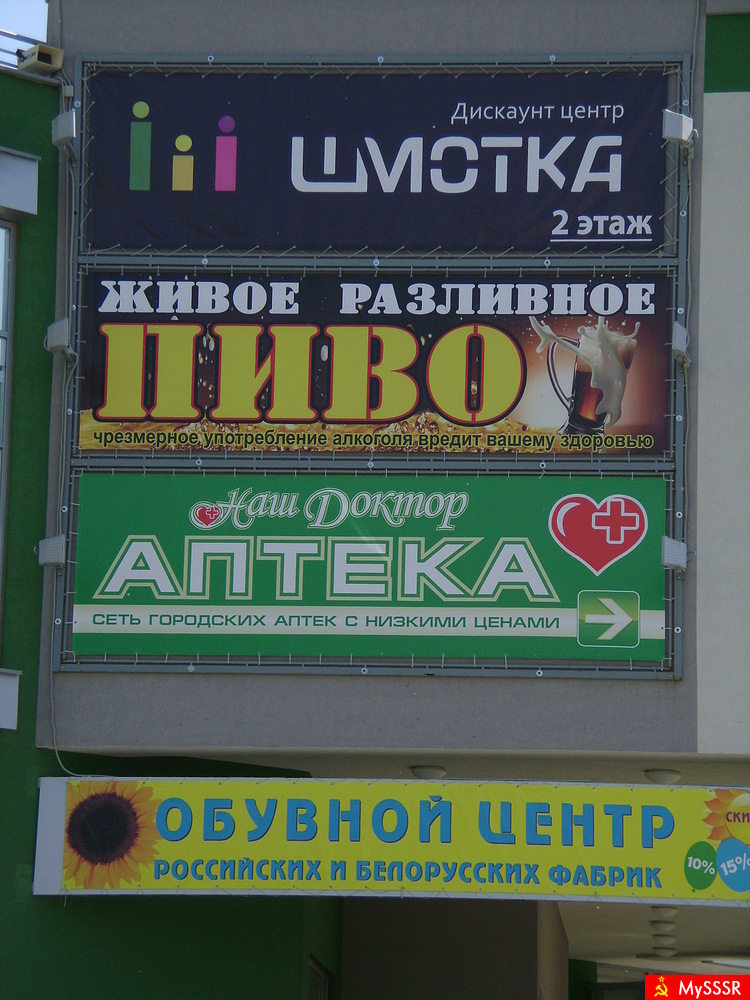 Дискаунт центр
ШМОТКА
2 этаж
ЖИВОЕ РАЗЛИВНОЕ
ПИВО
чрезмерное употребление алкоголя вредит вашему здоровью
Наш Доктор
АПТЕКА
СЕТЬ ГОРОДСКИХ АПТЕК С НИЗКИМИ ЦЕНАМИ
ОБУВНОЙ ЦЕНТР
РОССИЙСКИХ И БЕЛОРУССКИХ ФАБРИК
СКИ
10% 15%
MySSSR